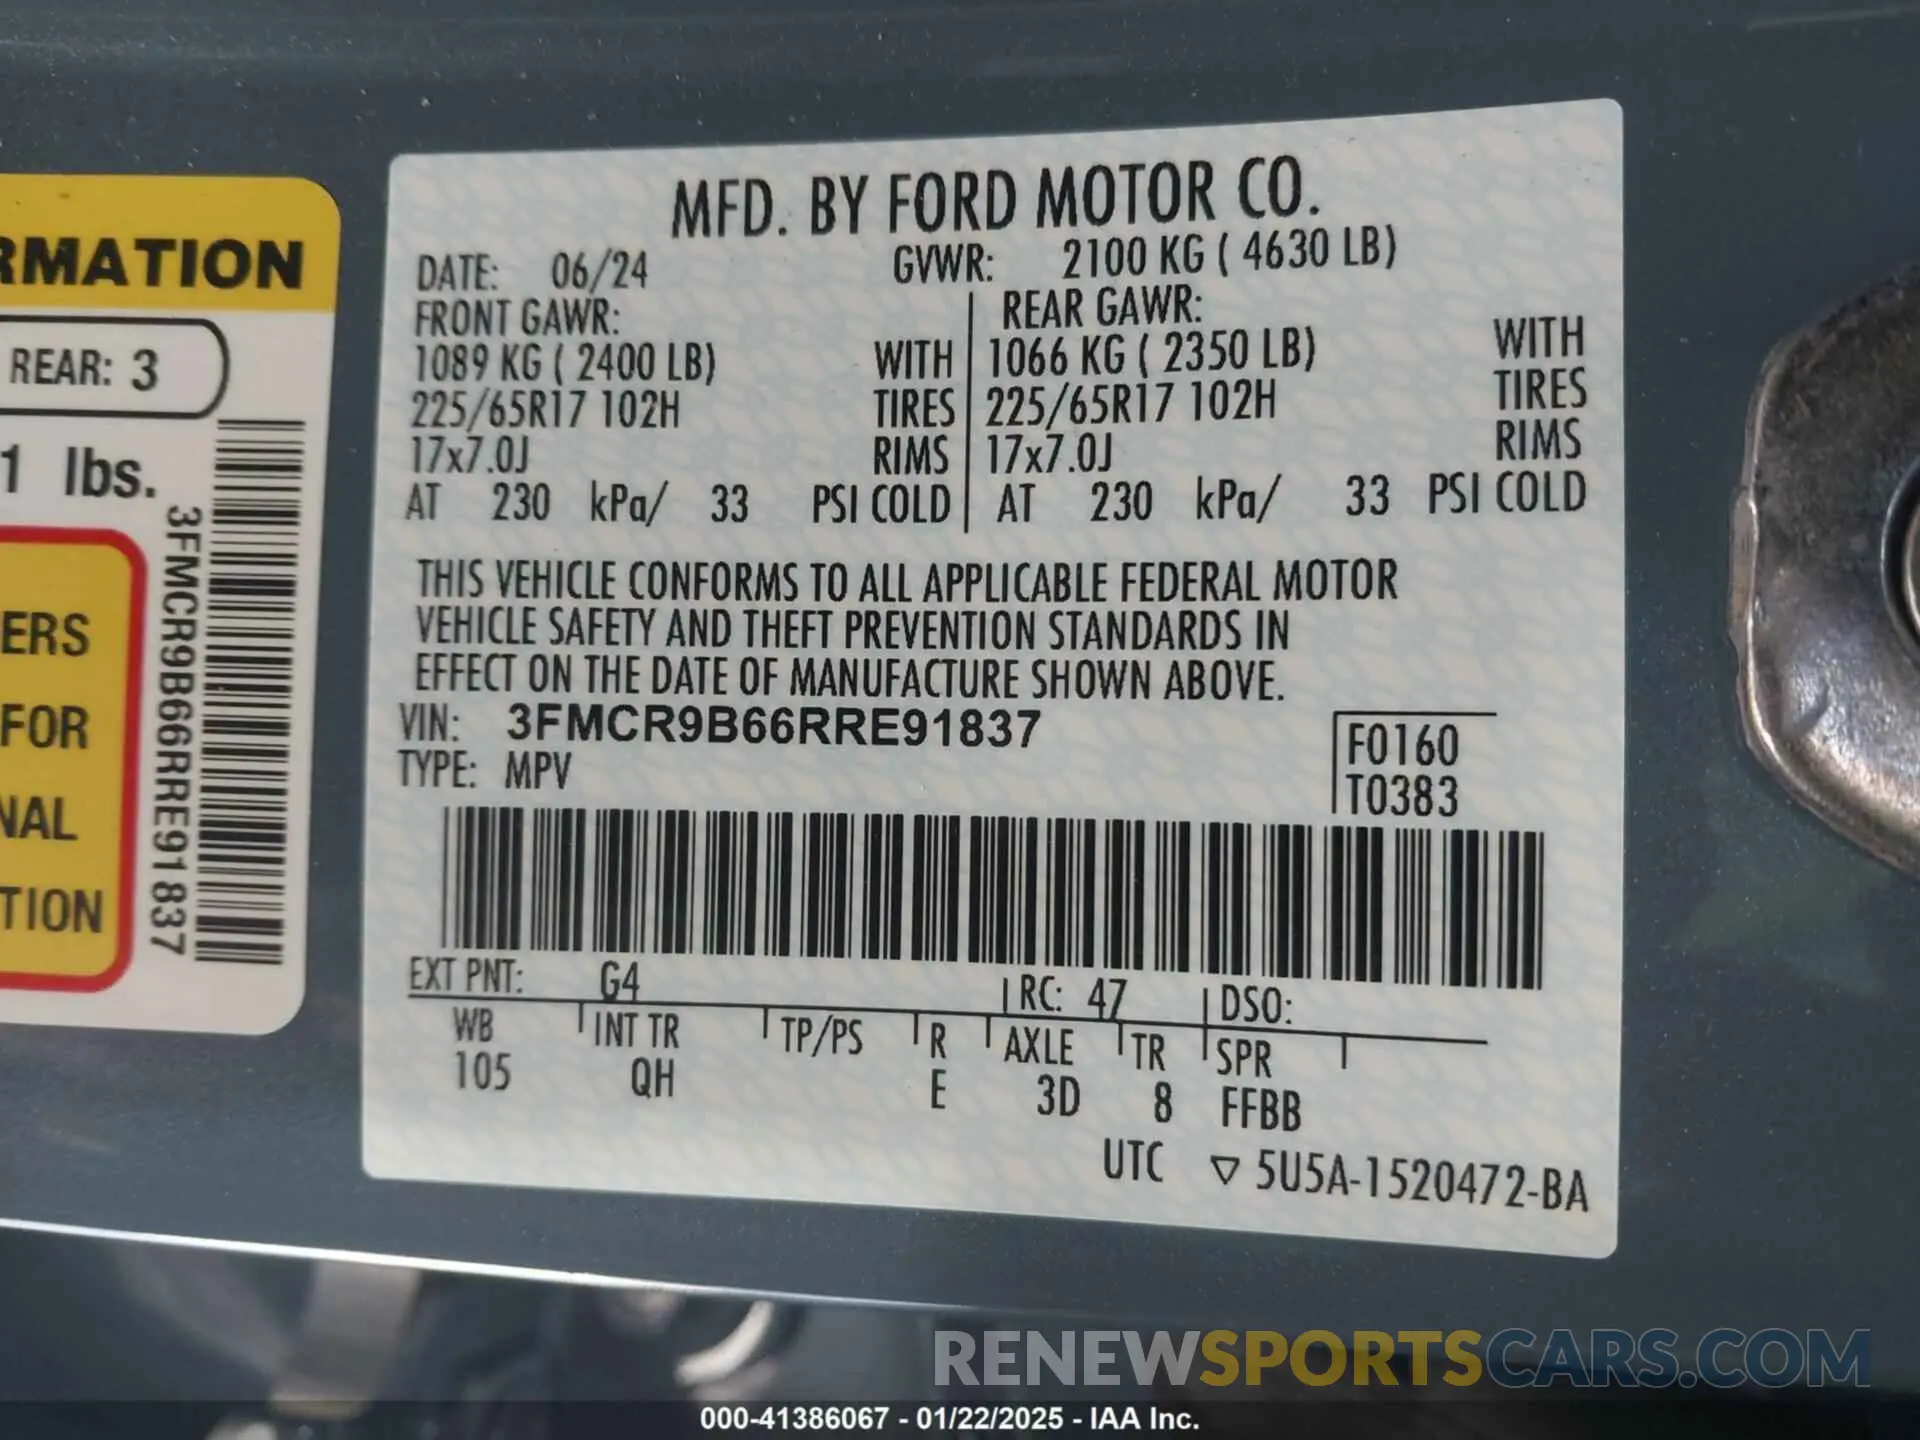 RMATION
REAR: 3
1 lbs.
3FMCR9B66RRE91837
ERS
FOR
NAL
TION
MFD. BY FORD MOTOR CO.
DATE: 06/24 GVWR: 2100 KG ( 4630 LB)
FRONT GAWR: REAR GAWR:
1089 KG ( 2400 LB) WITH 1066 KG ( 2350 LB) WITH
225/65R17 102H TIRES 225/65R17 102H TIRES
17x7.0J RIMS 17x7.0J RIMS
AT 230 kPa/ 33 PSI COLD AT 230 kPa/ 33 PSI COLD
THIS VEHICLE CONFORMS TO ALL APPLICABLE FEDERAL MOTOR
VEHICLE SAFETY AND THEFT PREVENTION STANDARDS IN
EFFECT ON THE DATE OF MANUFACTURE SHOWN ABOVE.
VIN: 3FMCR9B66RRE91837 F0160
TYPE: MPV T0383
EXT PNT: G4 RC: 47 DSO:
WB INT TR TP/PS R AXLE TR SPR
105 QH E 3D 8 FFBB
UTC ▽ 5U5A-1520472-BA
RENEWSPORTSCARS.COM
000-41386067 - 01/22/2025 - IAA Inc.